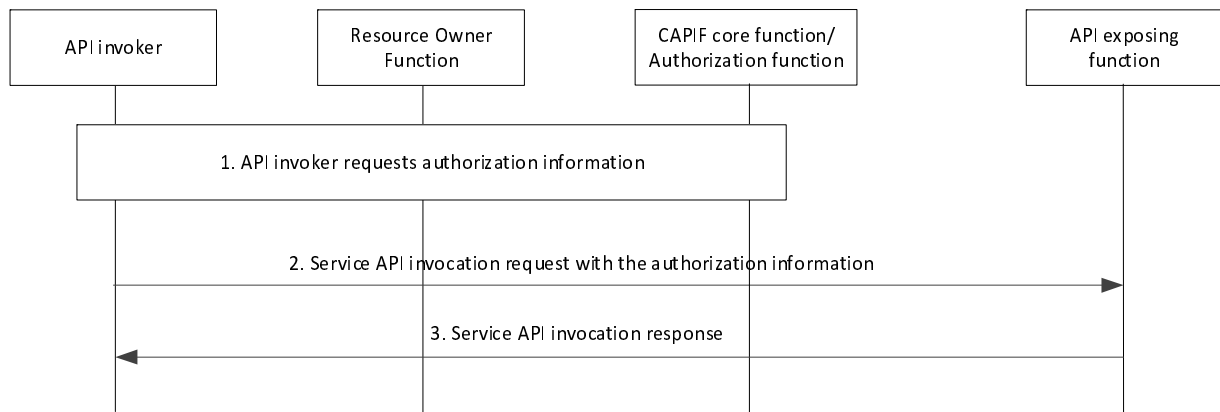 API invoker
Resource Owner
Function
CAPIF core function/
Authorization function
API exposing
function
1. API invoker requests authorization information
2. Service API invocation request with the authorization information
3. Service API invocation response